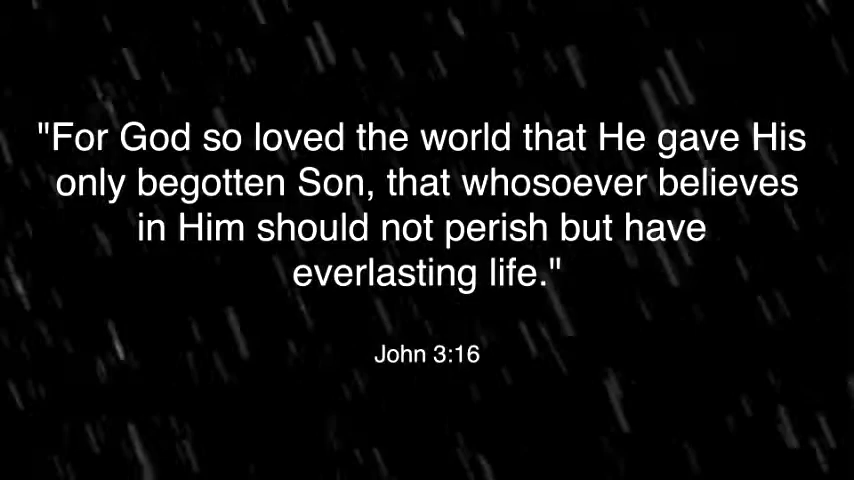 "For God so loved the world that He gave His
only begotten Son, that whosoever believes
in Him should not perish but have
everlasting life."
John 3:16